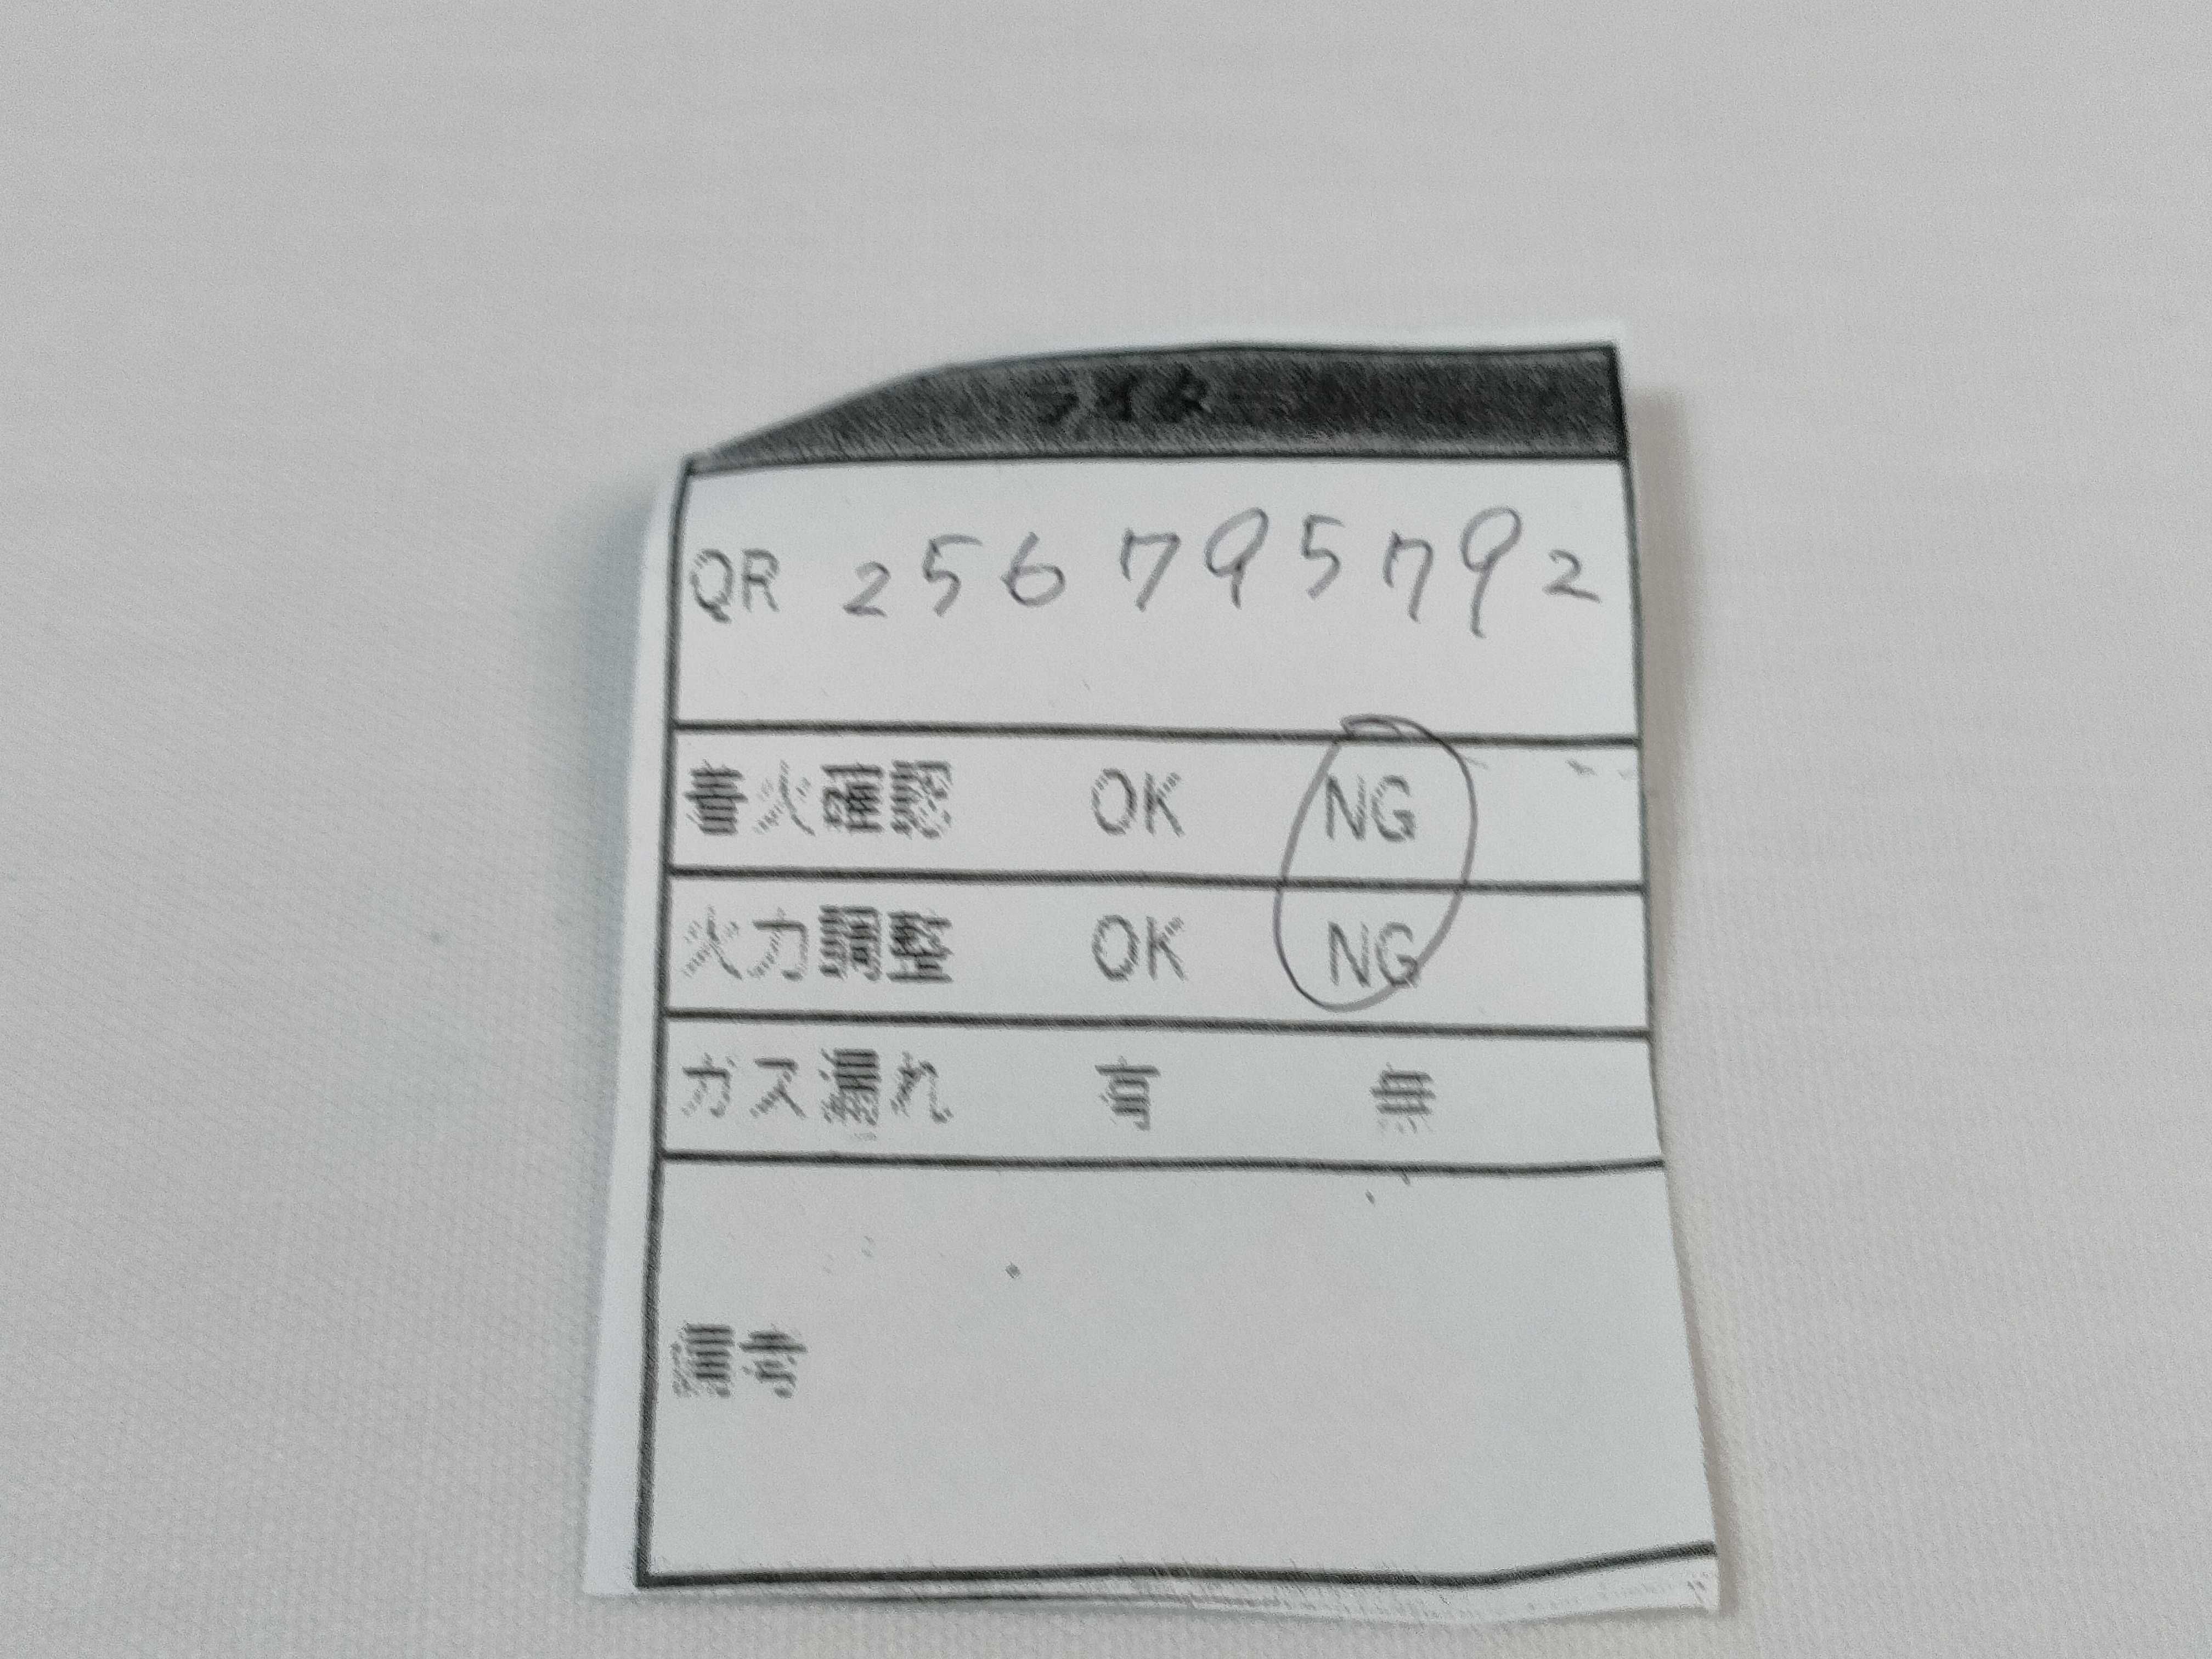 ライター
QR 256795792
着火確認 OK NG
火力調整 OK NG
ガス漏れ 有 無
備考